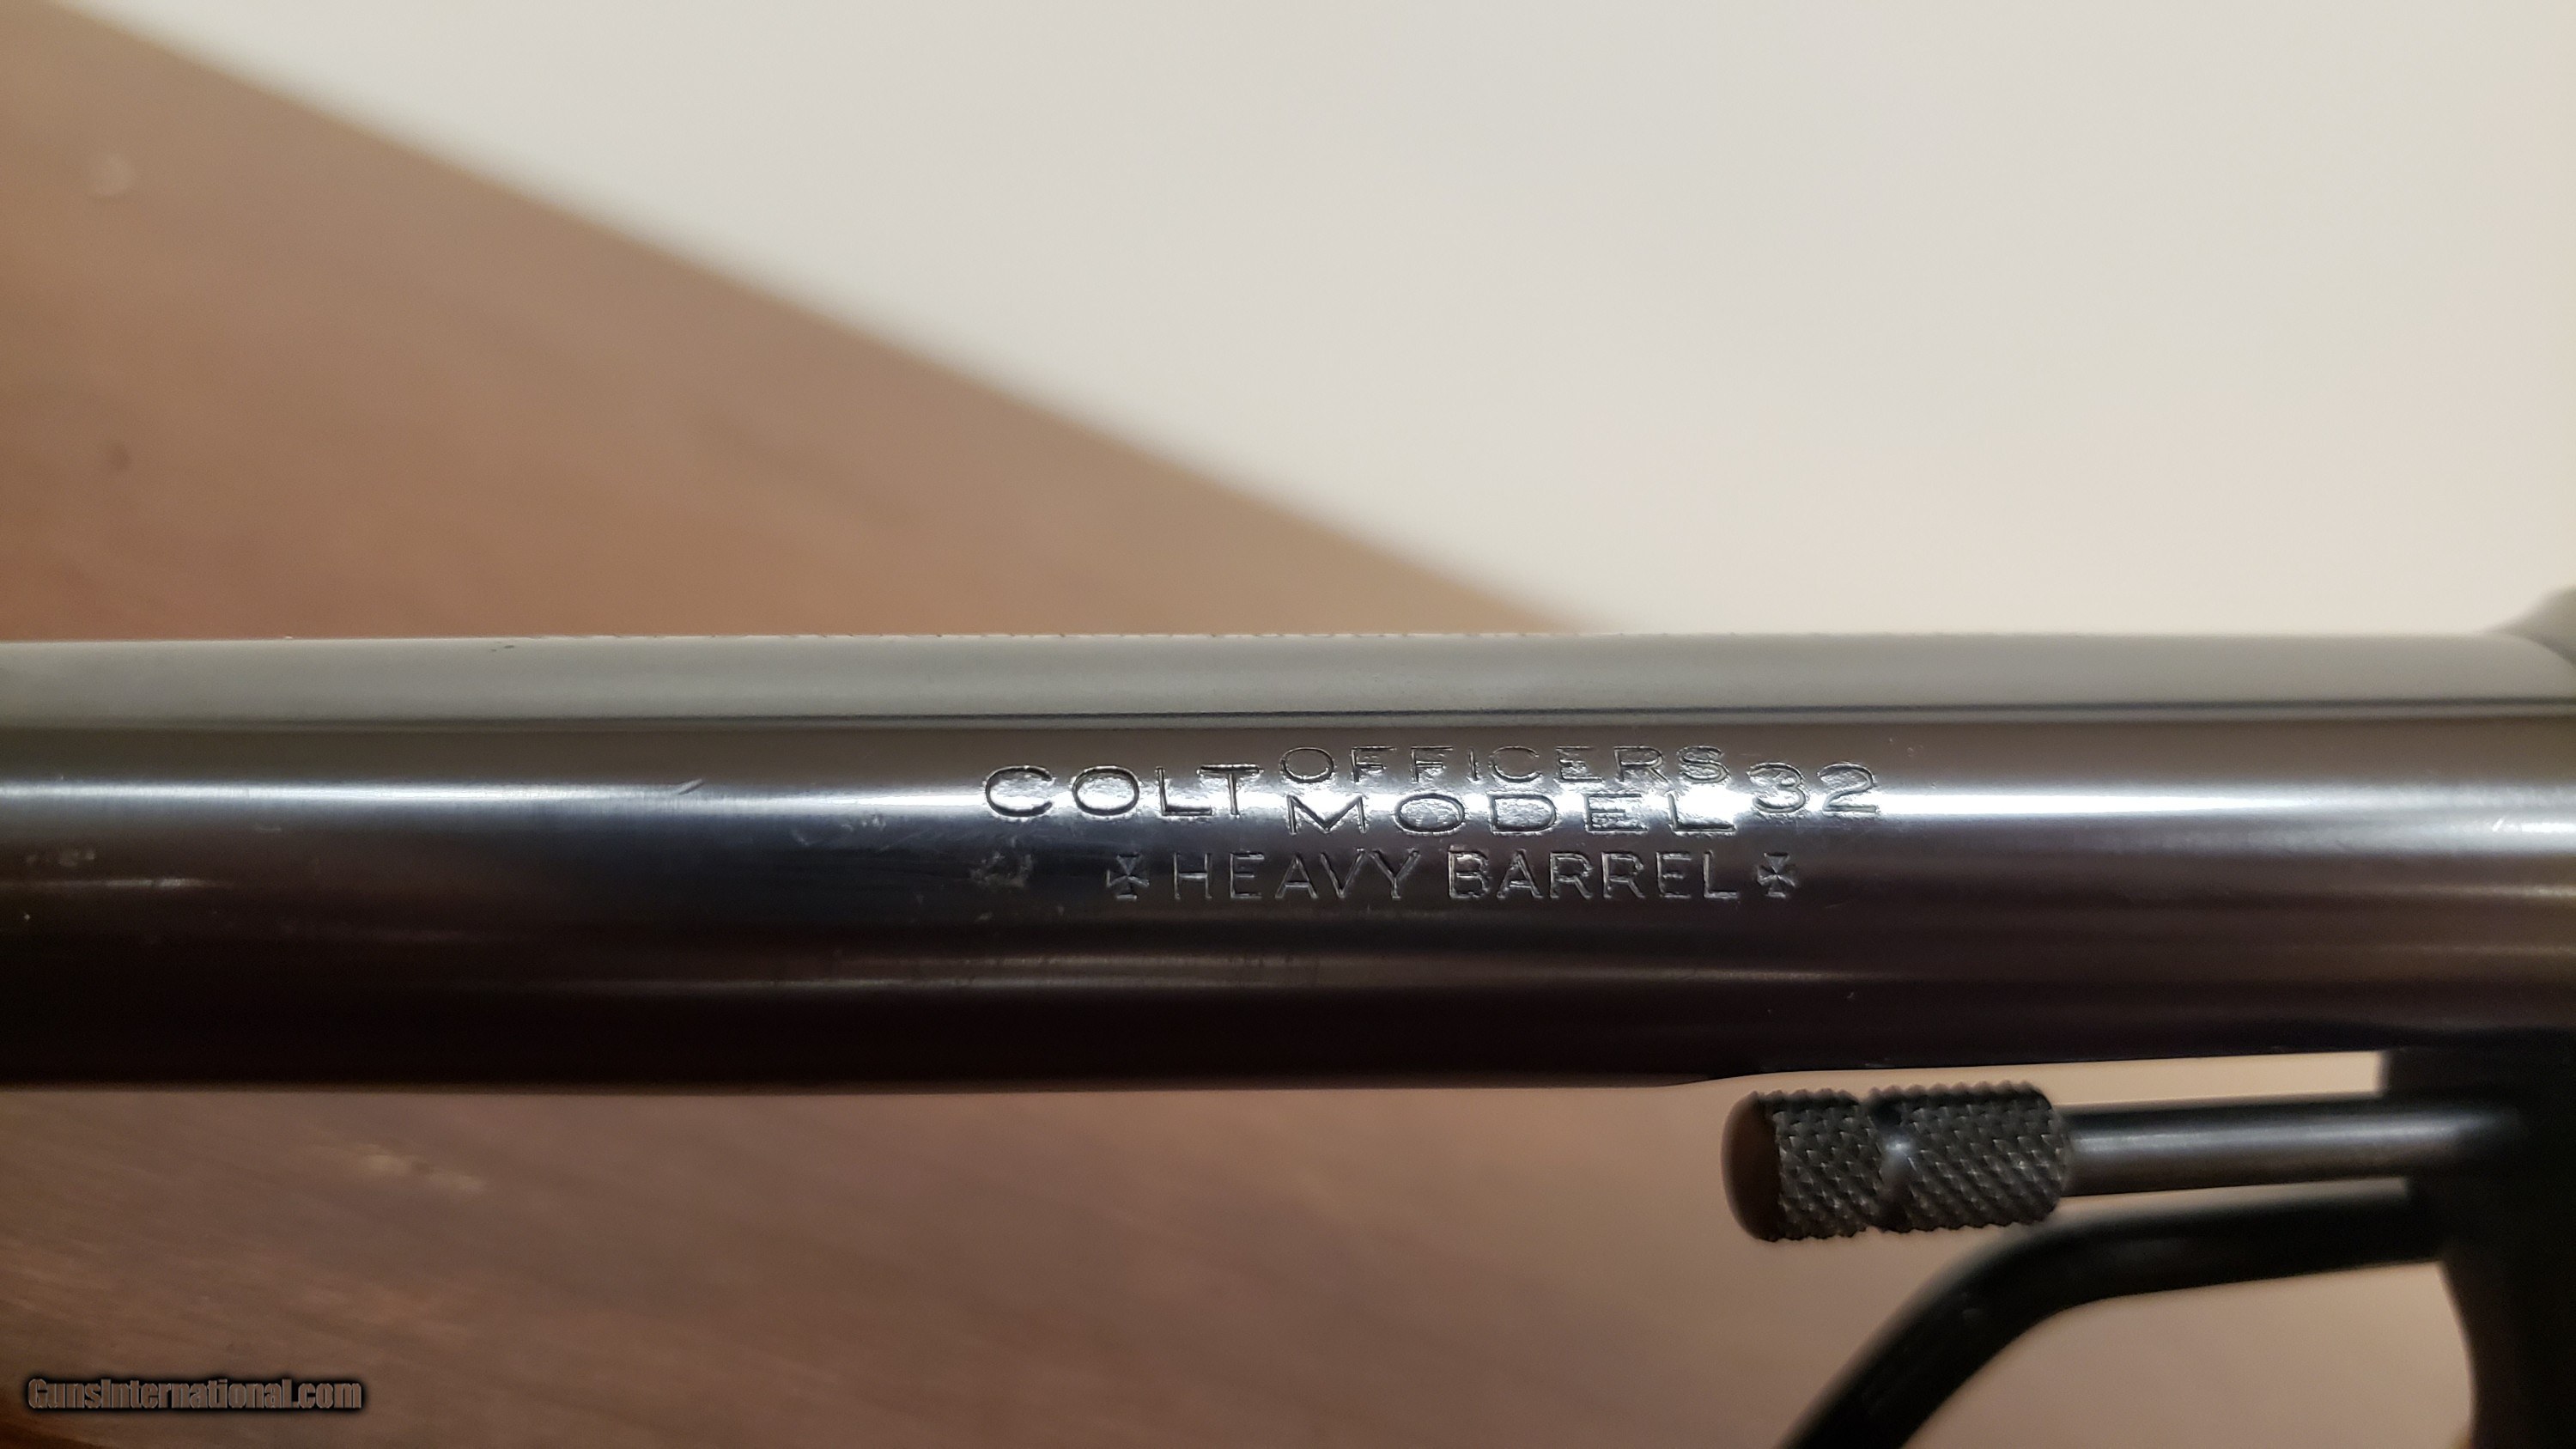 COLT OFFICERS MODEL 32
✠ HEAVY BARREL ✠
GunsInternational.com